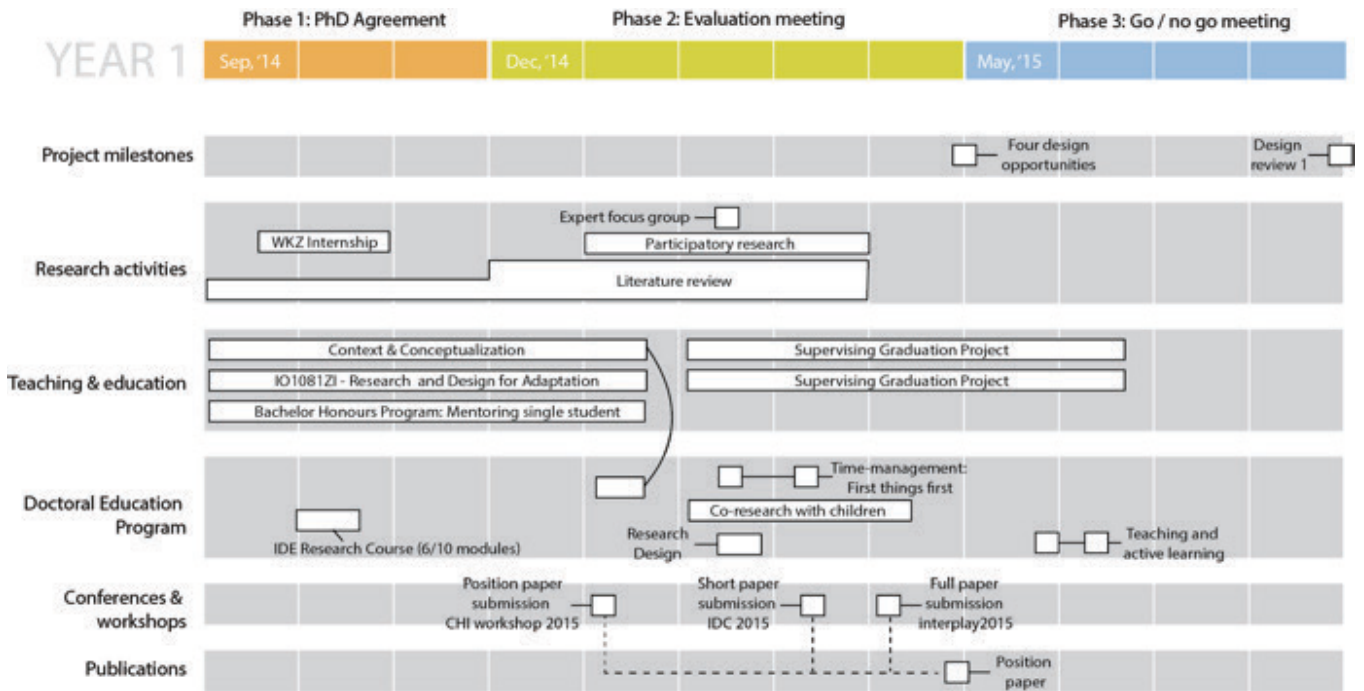 Phase 1: PhD Agreement
Phase 2: Evaluation meeting
Phase 3: Go / no go meeting
YEAR 1
Sep, '14
Dec, '14
May, '15
Project milestones
Four design
opportunities
Design
review 1
Research activities
Expert focus group
WKZ Internship
Participatory research
Literature review
Teaching & education
Context & Conceptualization
Supervising Graduation Project
IO1081ZI - Research and Design for Adaptation
Supervising Graduation Project
Bachelor Honours Program: Mentoring single student
Doctoral Education
Program
Time-management:
First things first
Co-research with children
IDE Research Course (6/10 modules)
Research
Design
Teaching and
active learning
Conferences &
workshops
Position paper
submission
CHI workshop 2015
Short paper
submission
IDC 2015
Full paper
submission
interplay2015
Publications
Position
paper